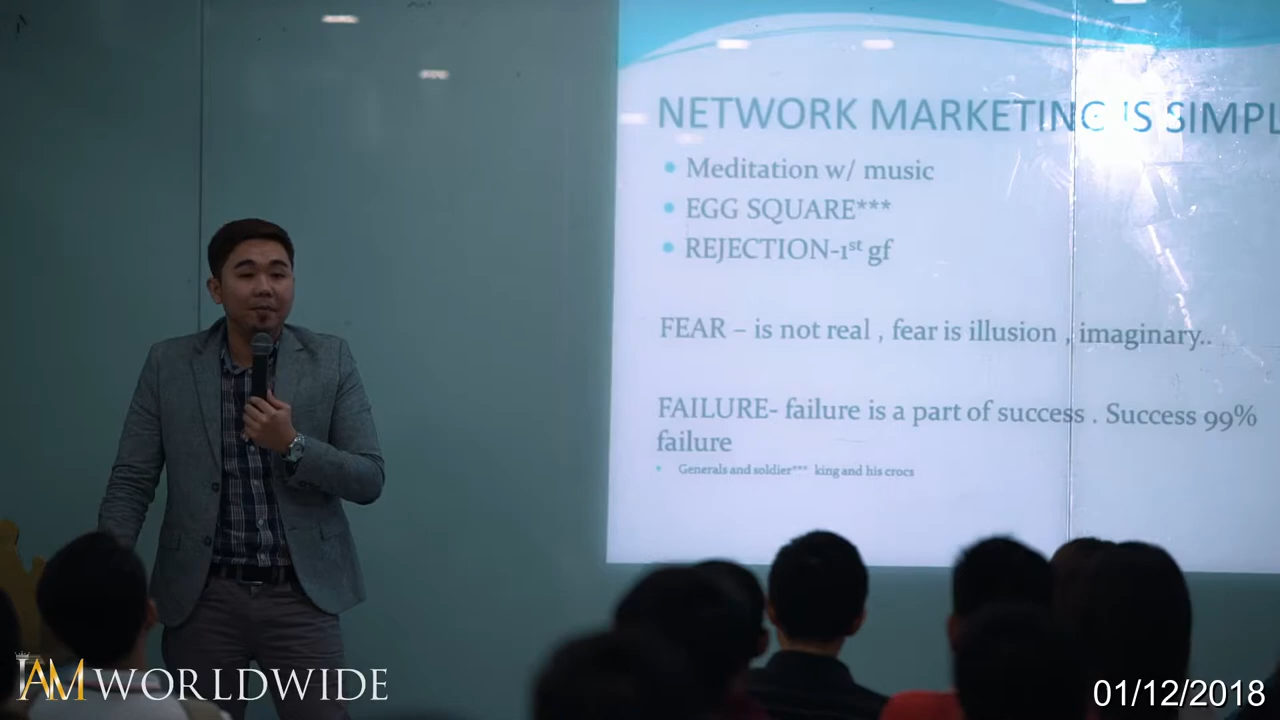 NETWORK MARKETING IS SIMPL
Meditation w/ music
EGG SQUARE***
REJECTION-1st gf
FEAR – is not real , fear is illusion , imaginary..
FAILURE- failure is a part of success . Success 99%
failure
Generals and soldier*** king and his crocs
IAM WORLDWIDE
01/12/2018